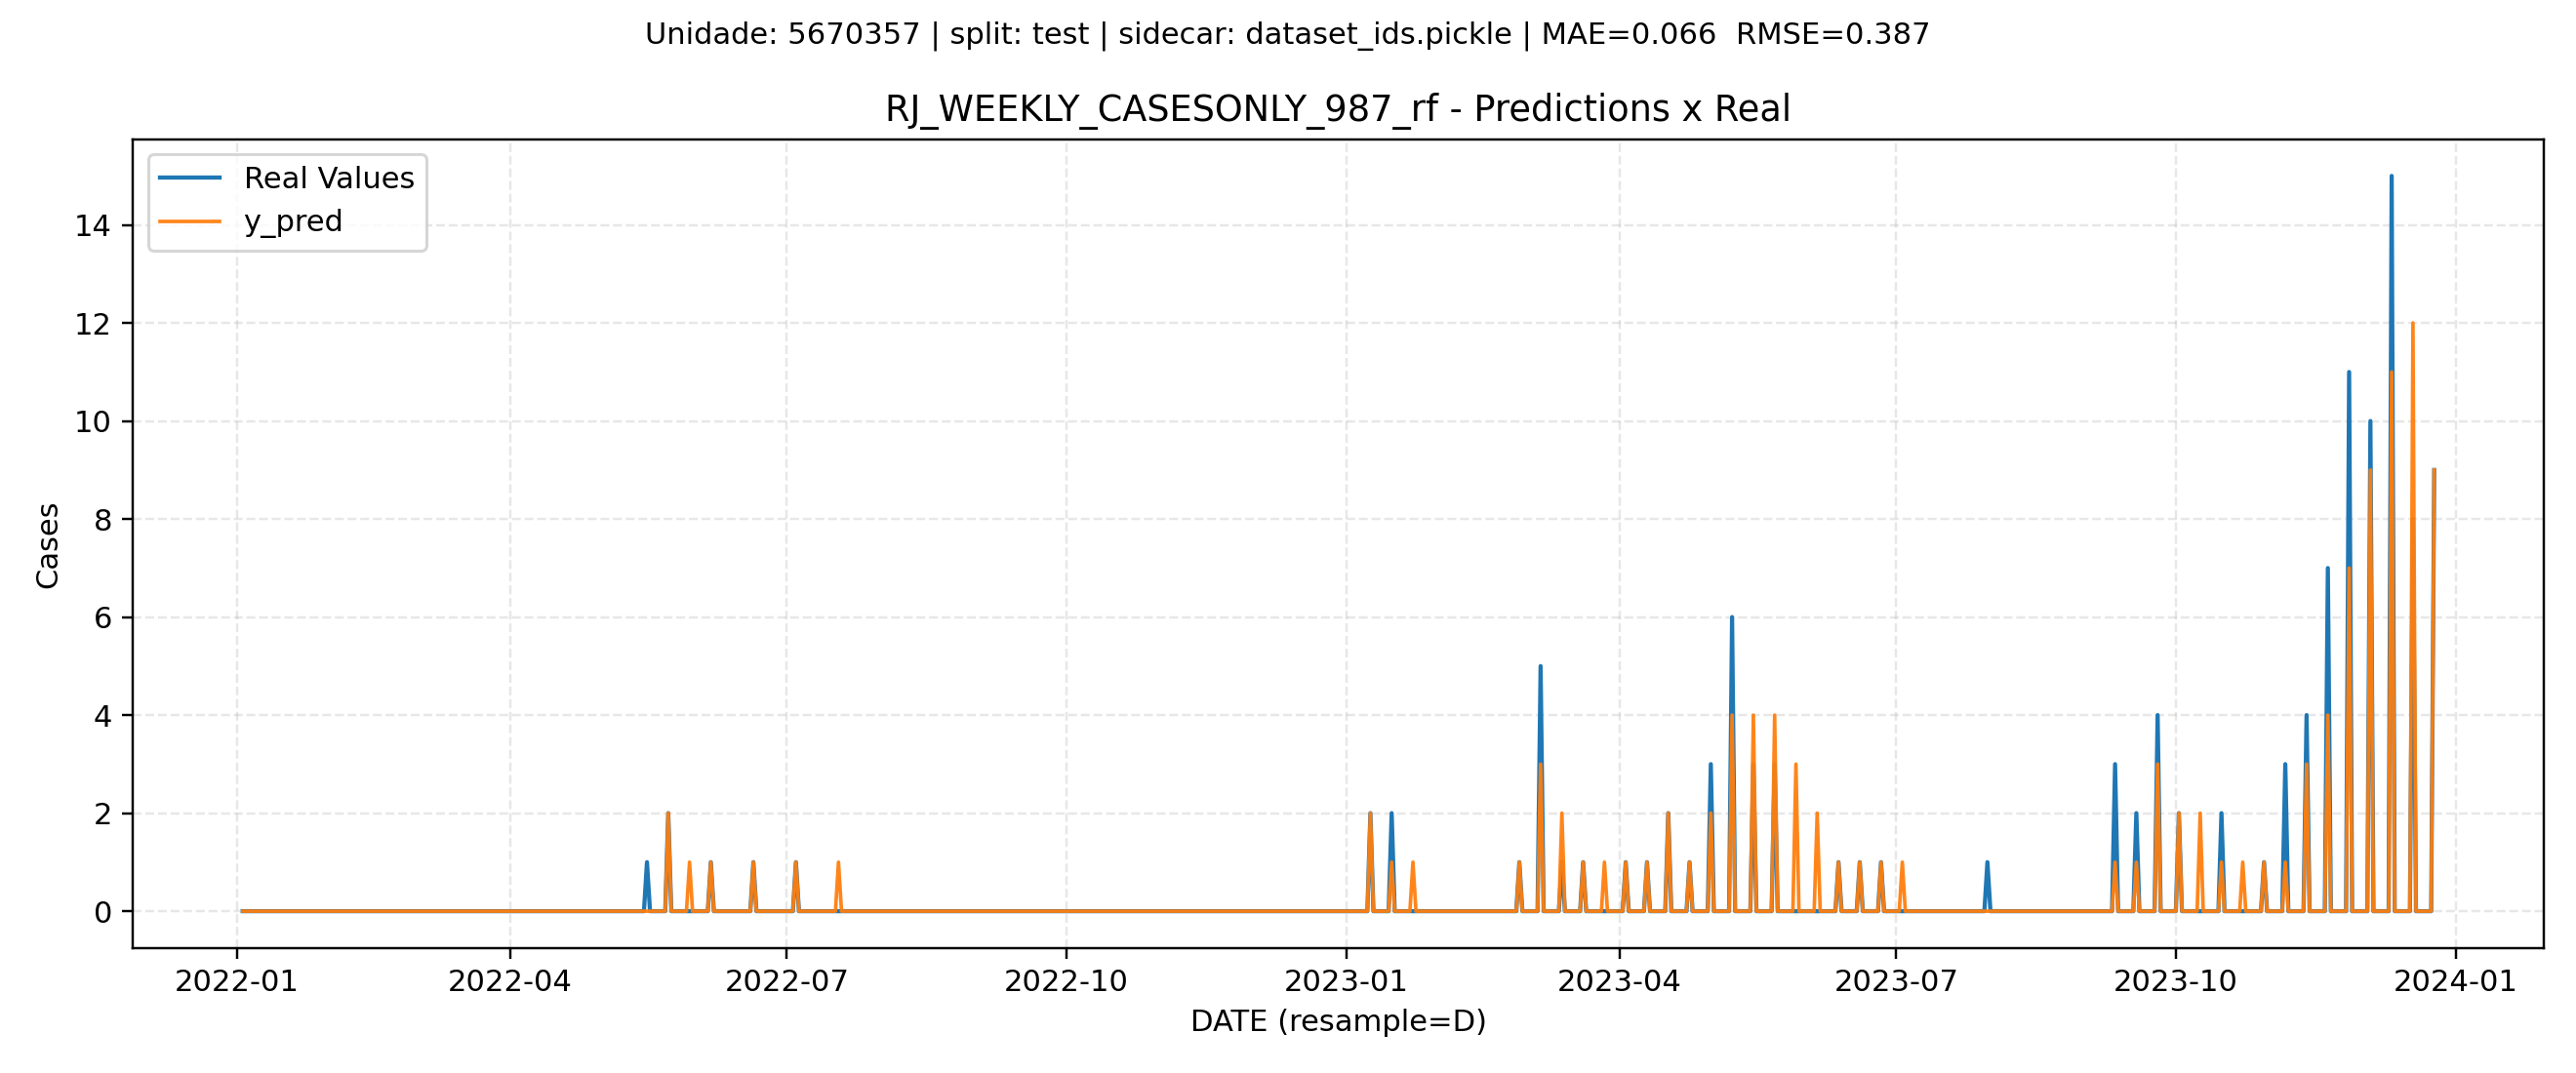 Unidade: 5670357 | split: test | sidecar: dataset_ids.pickle | MAE=0.066  RMSE=0.387
RJ_WEEKLY_CASESONLY_987_rf - Predictions x Real
Real Values
y_pred
Cases
14
12
10
8
6
4
2
0
2022-01 2022-04 2022-07 2022-10 2023-01 2023-04 2023-07 2023-10 2024-01
DATE (resample=D)